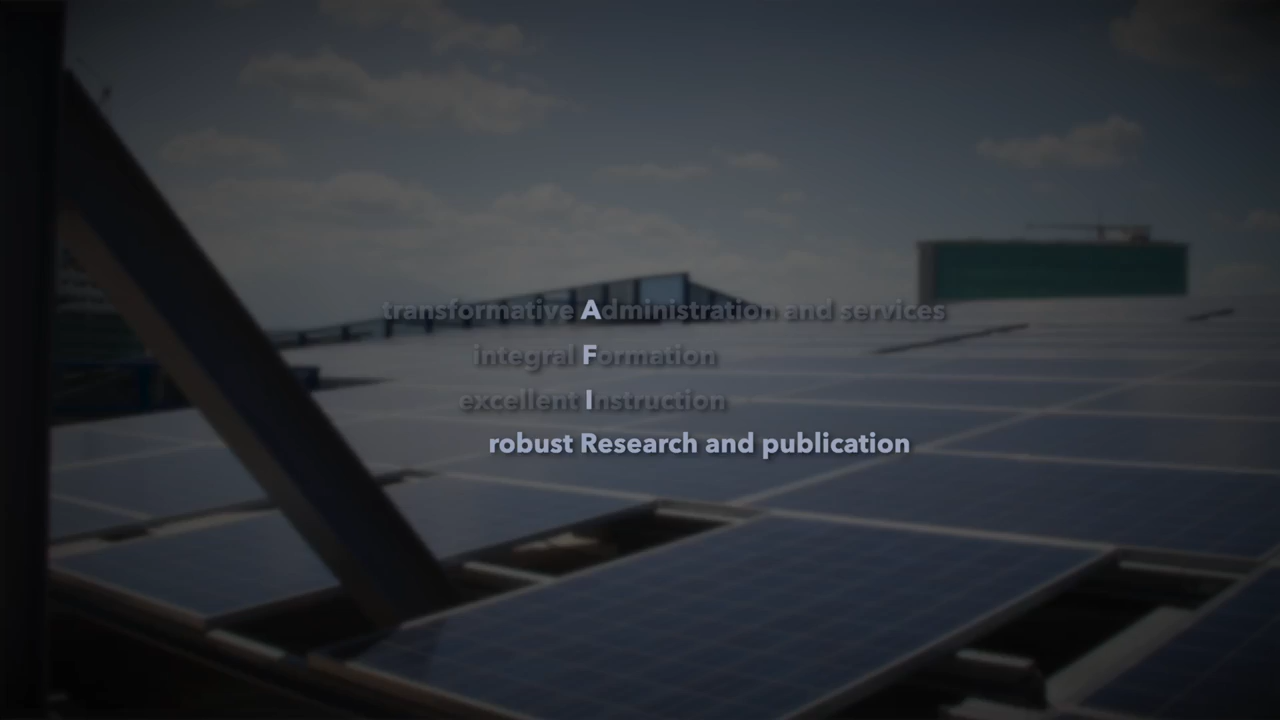 transformative Administration and services
integral Formation
excellent Instruction
robust Research and publication